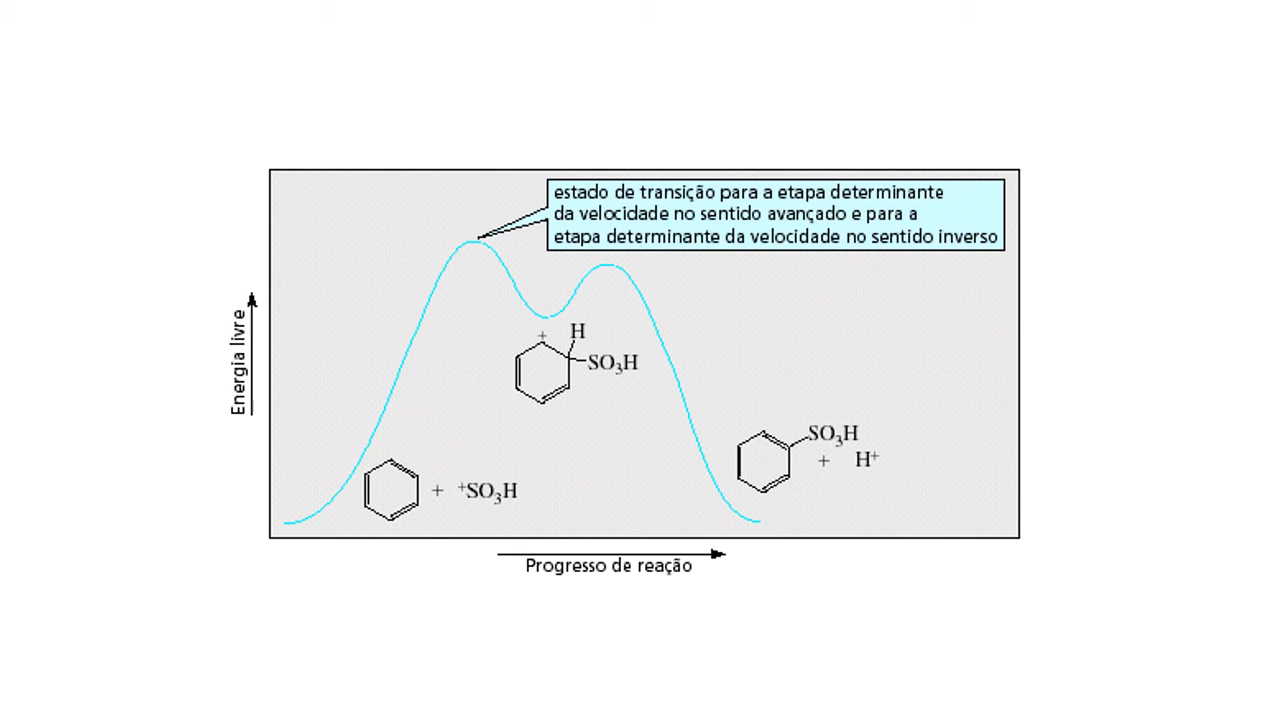 estado de transição para a etapa determinante
da velocidade no sentido avançado e para a
etapa determinante da velocidade no sentido inverso
Energia livre
+ H
SO₃H
+ ⁺SO₃H
SO₃H
+ H⁺
Progresso de reação